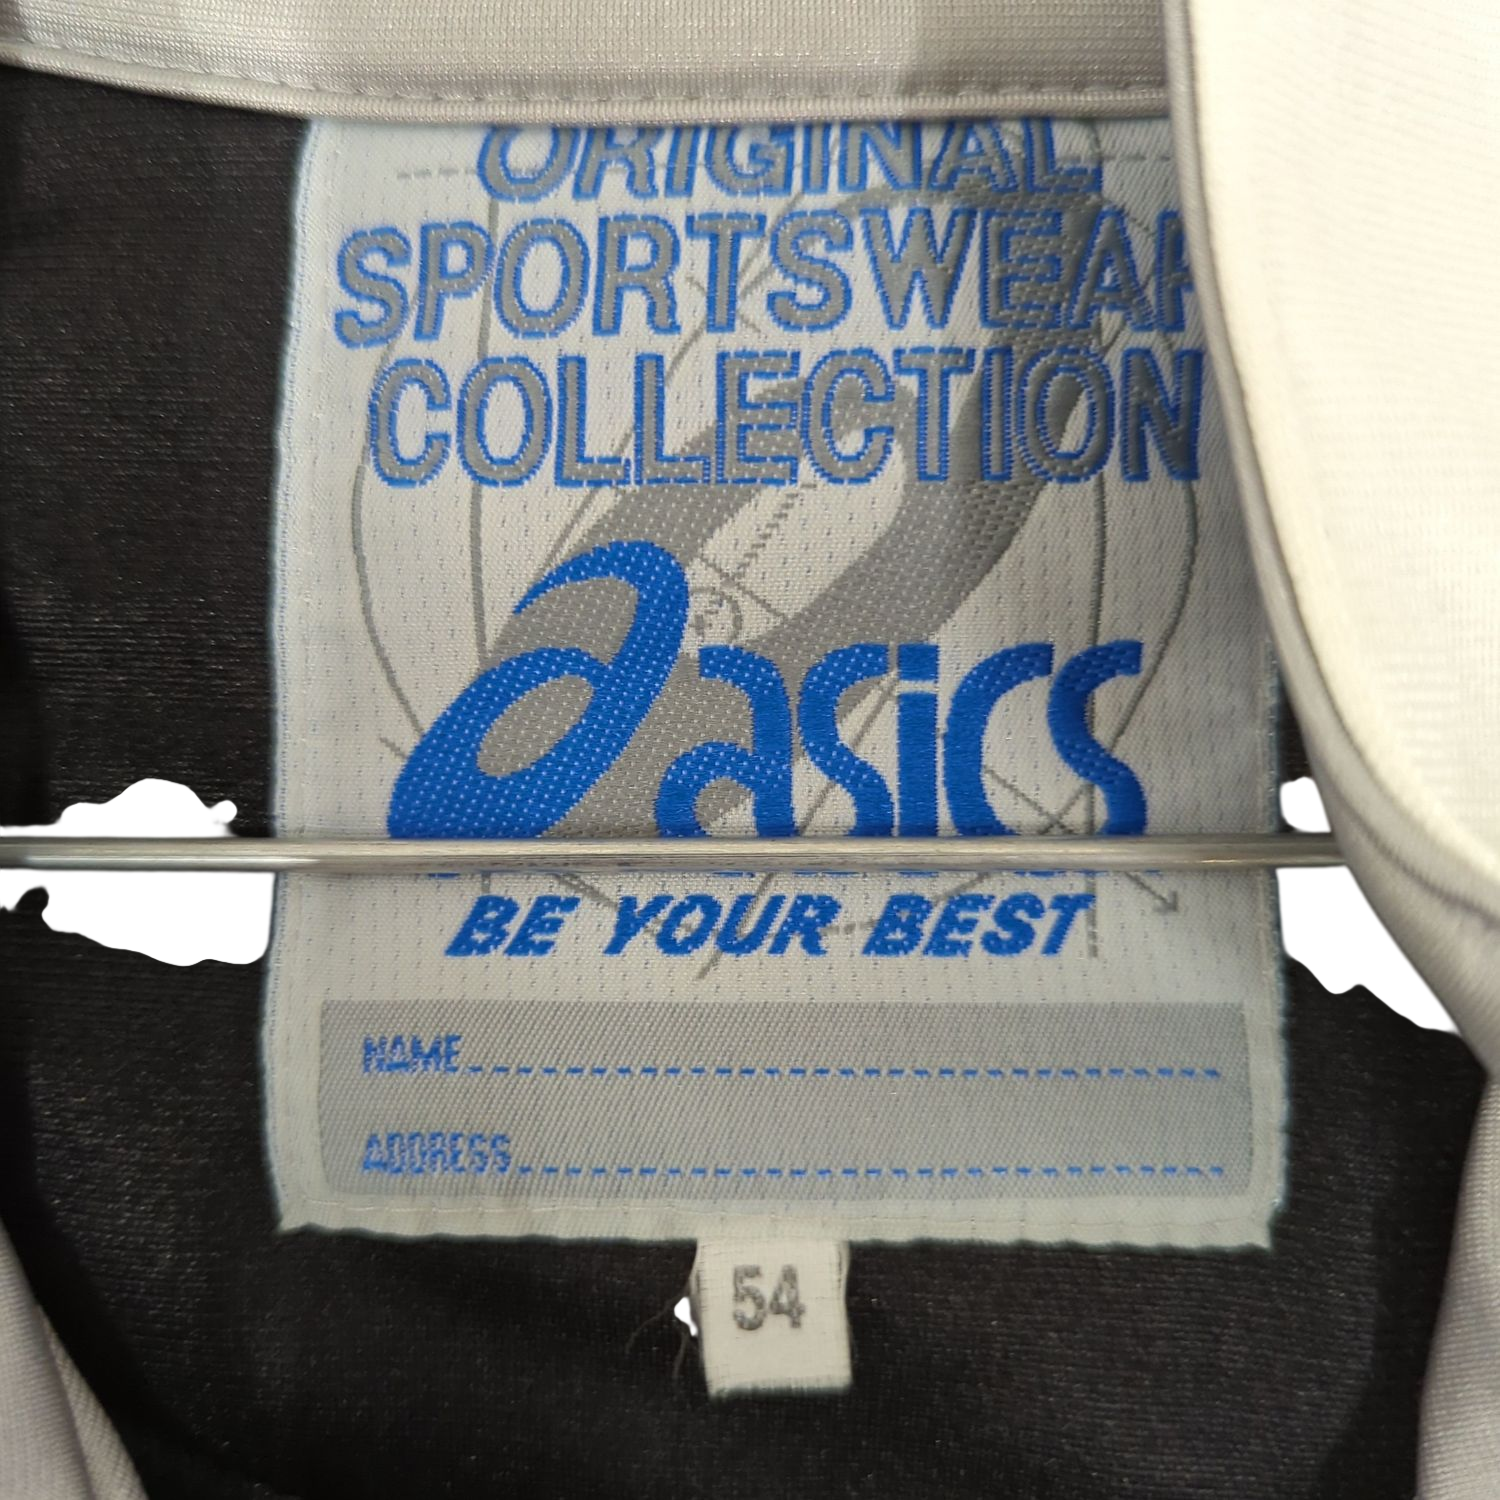 ORIGINAL
SPORTSWEAR
COLLECTION
asics
BE YOUR BEST
NAME
ADDRESS
54